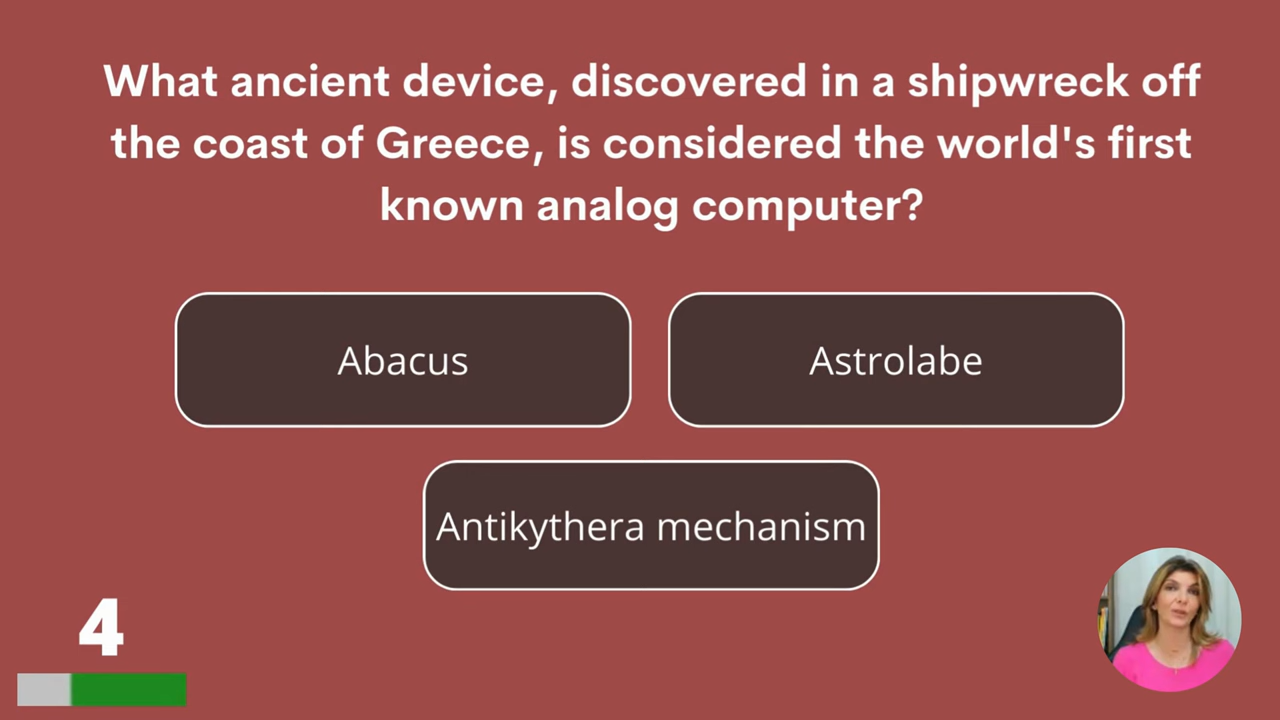 What ancient device, discovered in a shipwreck off
the coast of Greece, is considered the world's first
known analog computer?
Abacus
Astrolabe
Antikythera mechanism
4